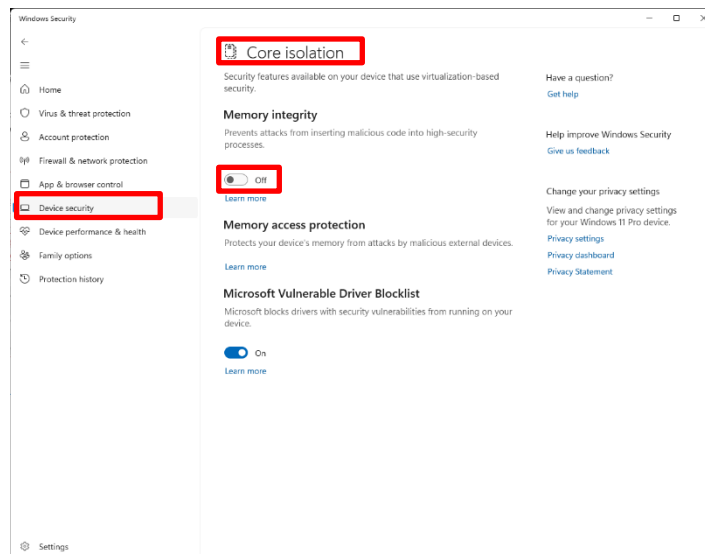 Windows Security
Home
Virus & threat protection
Account protection
Firewall & network protection
App & browser control
Device security
Device performance & health
Family options
Protection history
Settings
Core isolation
Security features available on your device that use virtualization-based
security.
Memory integrity
Prevents attacks from inserting malicious code into high-security
processes.
Off
Learn more
Memory access protection
Protects your device's memory from attacks by malicious external devices.
Learn more
Microsoft Vulnerable Driver Blocklist
Microsoft blocks drivers with security vulnerabilities from running on your
device.
On
Learn more
Have a question?
Get help
Help improve Windows Security
Give us feedback
Change your privacy settings
View and change privacy settings
for your Windows 11 Pro device.
Privacy settings
Privacy dashboard
Privacy Statement